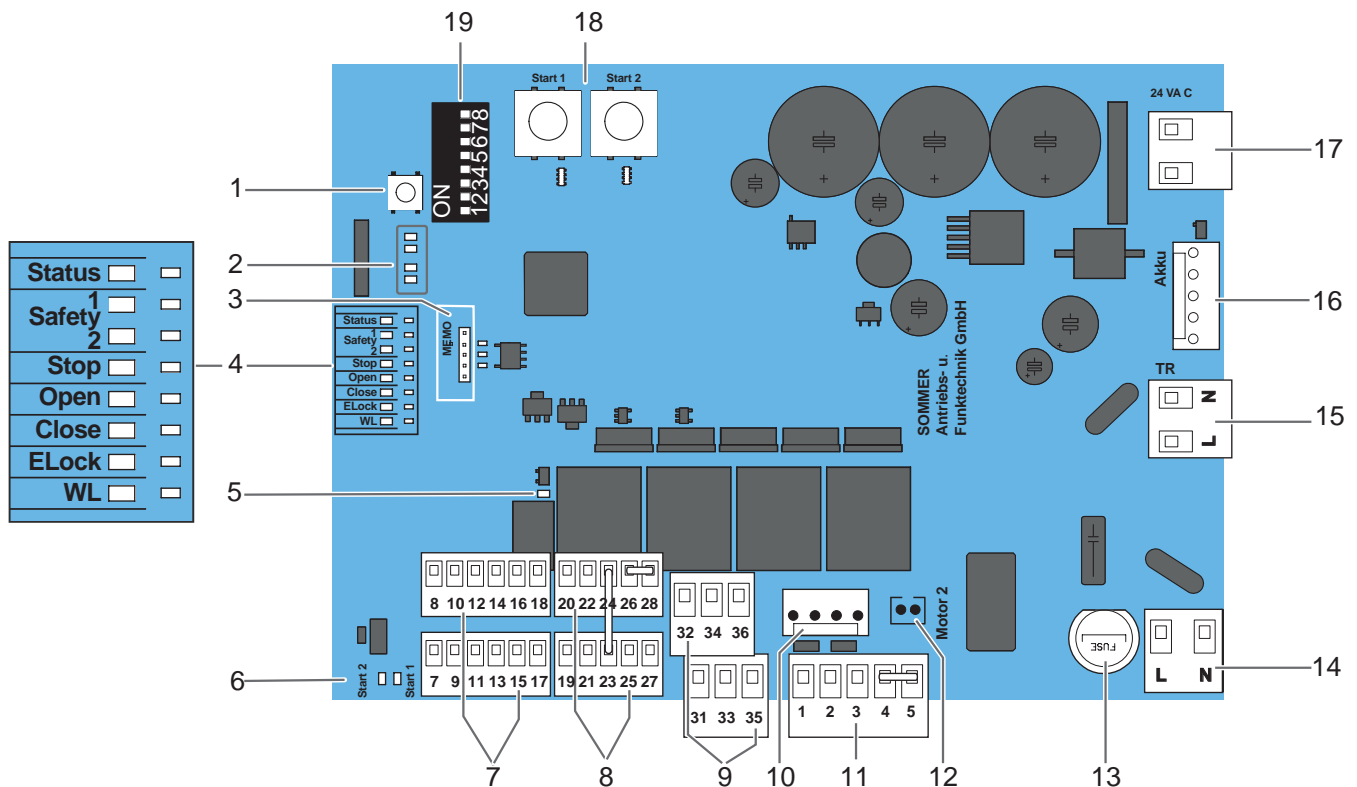 19
18
Start 1
Start 2
24 VA C
17
ON
12345678
1
2
3
4
Status
1
Safety
2
Stop
Open
Close
ELock
WL
Status
1
Safety
2
Stop
Open
Close
ELock
WL
MEMO
SOMMER
Antriebs- u.
Funktechnik GmbH
Akku
16
TR
N
L
15
5
8 10 12 14 16 18
20 22 24 26 28
32 34 36
Motor 2
FUSE
L N
14
6
Start 2
Start 1
7 9 11 13 15 17
19 21 23 25 27
31 33 35
1 2 3 4 5
7
8
9
10
11
12
13